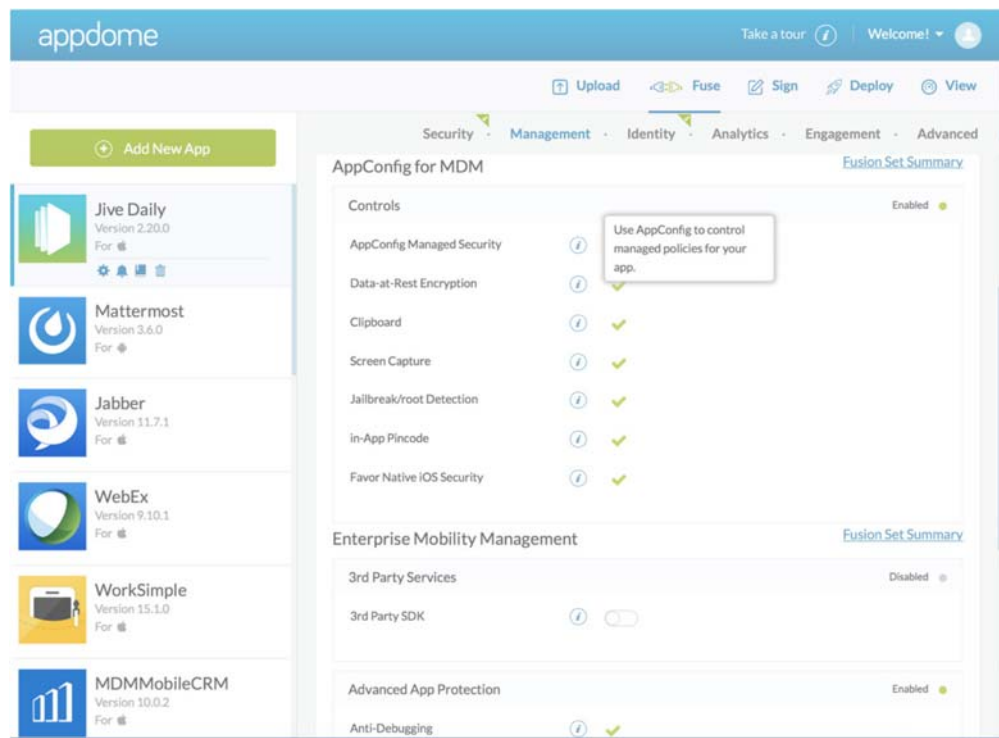 appdome
Take a tour
Welcome!
Upload
Fuse
Sign
Deploy
View
Add New App
Security · Management · Identity · Analytics · Engagement · Advanced
Jive Daily
Version 2.20.0
For
Mattermost
Version 3.6.0
For
Jabber
Version 11.7.1
For
WebEx
Version 9.10.1
For
WorkSimple
Version 15.1.0
For
MDMMobileCRM
Version 10.0.2
For
AppConfig for MDM
Fusion Set Summary
Controls
Enabled
AppConfig Managed Security
Use AppConfig to control
managed policies for your
app.
Data-at-Rest Encryption
Clipboard
Screen Capture
Jailbreak/root Detection
in-App Pincode
Favor Native iOS Security
Enterprise Mobility Management
Fusion Set Summary
3rd Party Services
Disabled
3rd Party SDK
Advanced App Protection
Enabled
Anti-Debugging